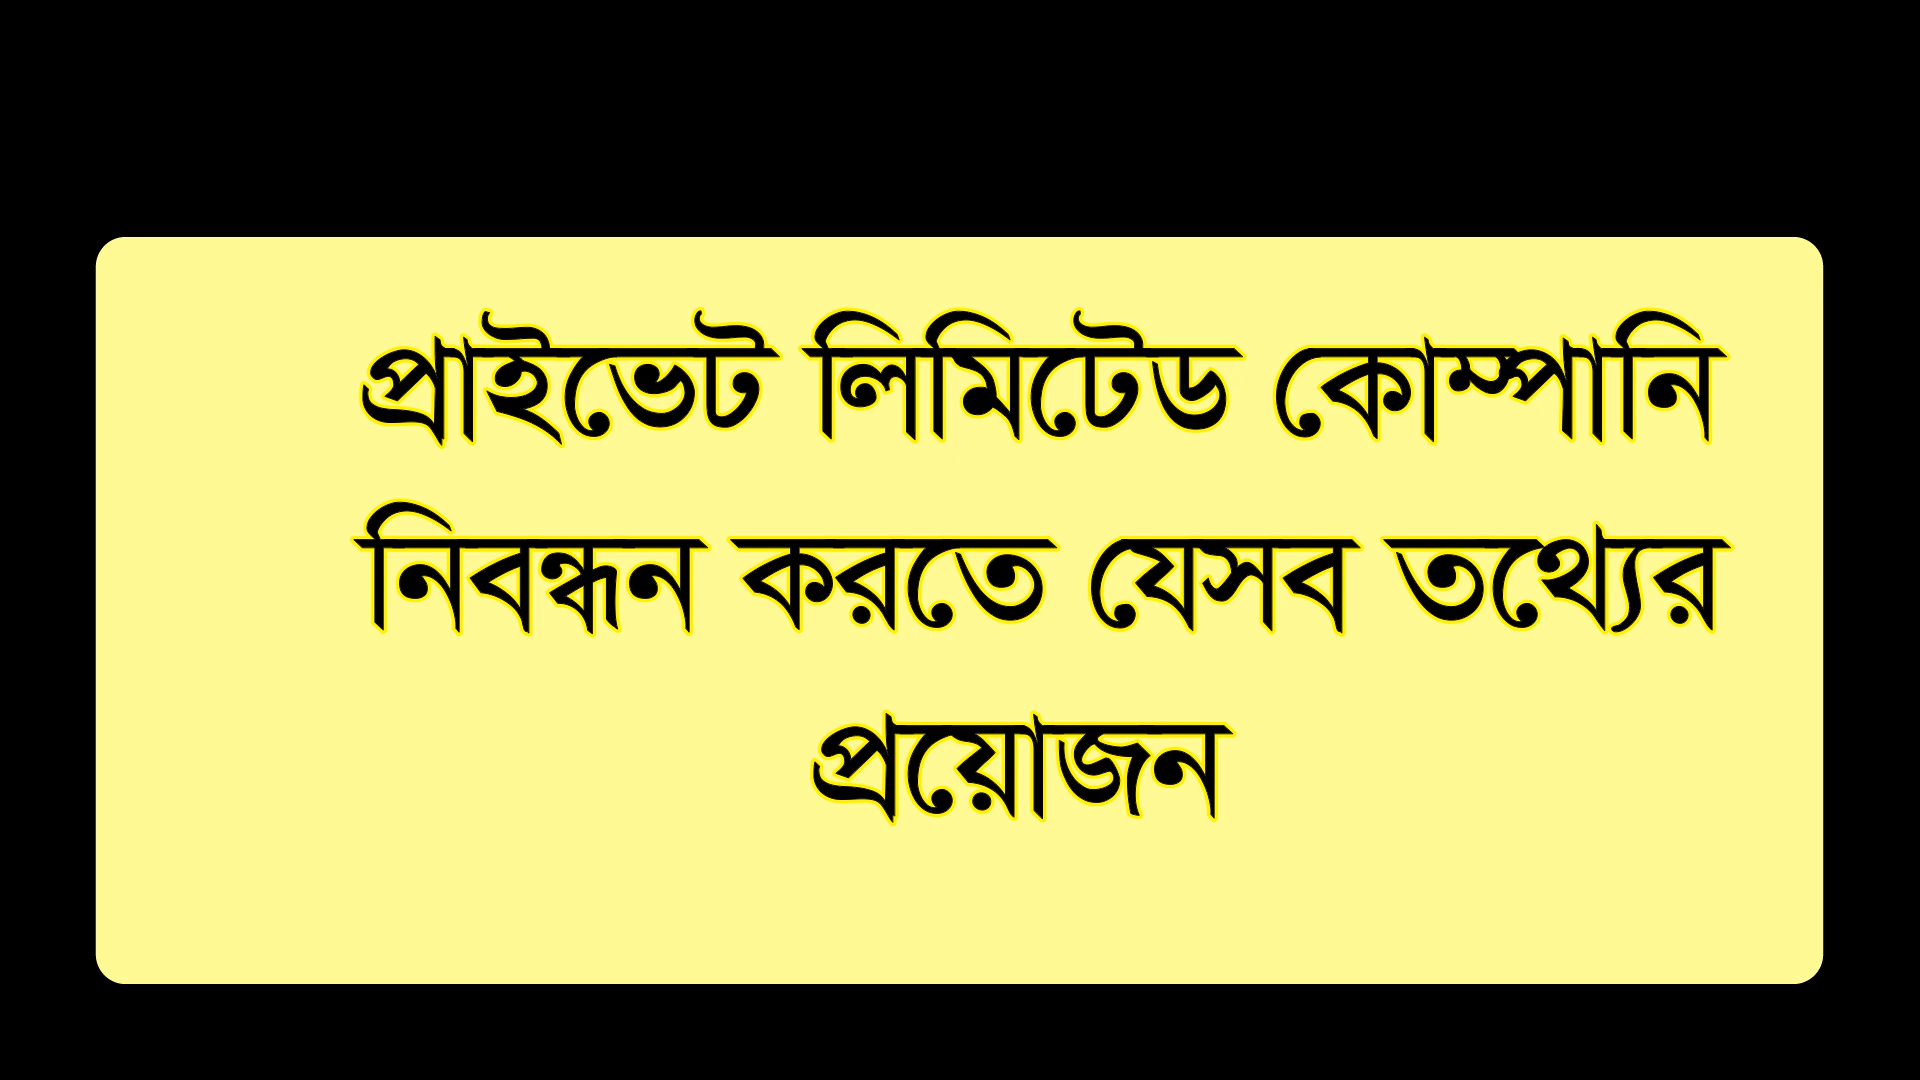 প্রাইভেট লিমিটেড কোম্পানি
নিবন্ধন করতে যেসব তথ্যের
প্রয়োজন